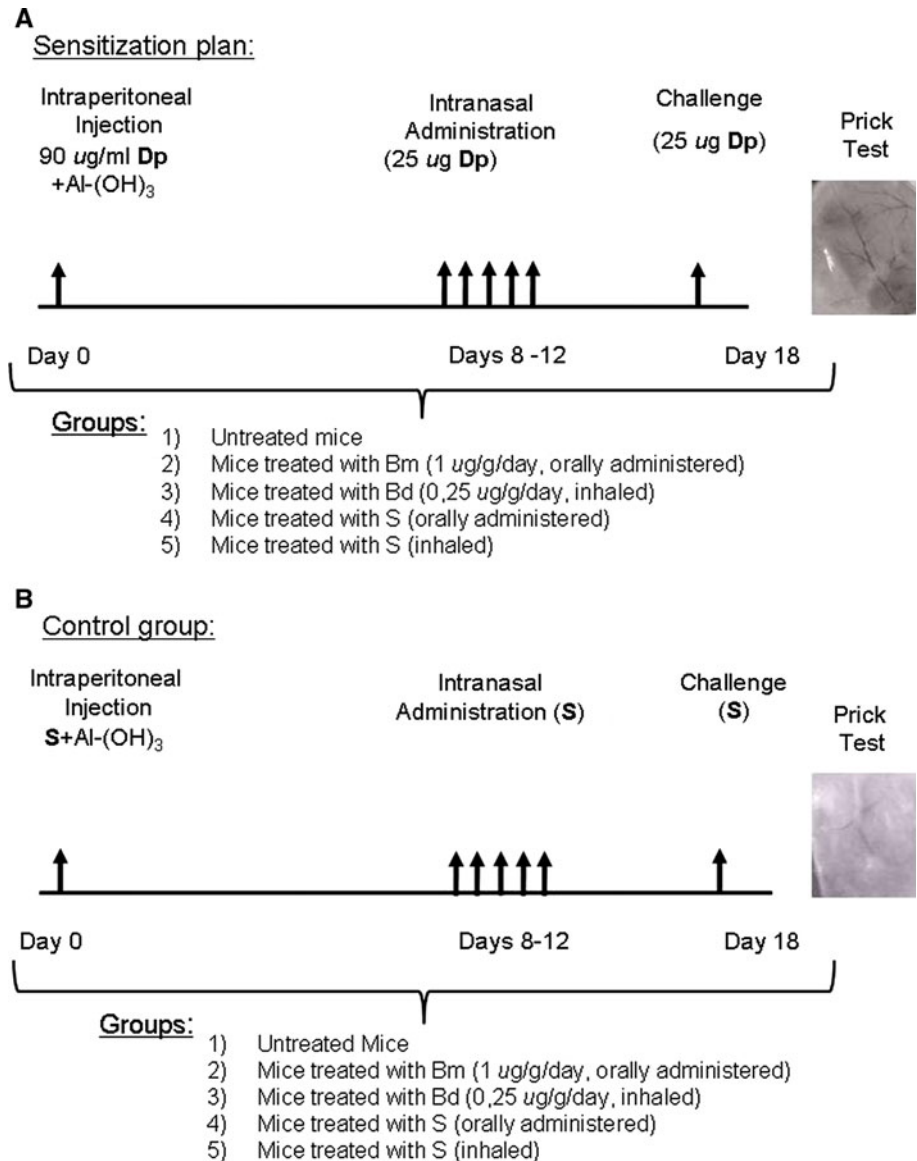 A
Sensitization plan:
Intraperitoneal
Injection
90 ug/ml Dp
+Al-(OH)3
Intranasal
Administration
(25 ug Dp)
Challenge
(25 ug Dp)
Prick
Test
Day 0
Days 8 -12
Day 18
Groups:
1) Untreated mice
2) Mice treated with Bm (1 ug/g/day, orally administered)
3) Mice treated with Bd (0,25 ug/g/day, inhaled)
4) Mice treated with S (orally administered)
5) Mice treated with S (inhaled)
B
Control group:
Intraperitoneal
Injection
S+Al-(OH)3
Intranasal
Administration (S)
Challenge
(S)
Prick
Test
Day 0
Days 8-12
Day 18
Groups:
1) Untreated Mice
2) Mice treated with Bm (1 ug/g/day, orally administered)
3) Mice treated with Bd (0,25 ug/g/day, inhaled)
4) Mice treated with S (orally administered)
5) Mice treated with S (inhaled)